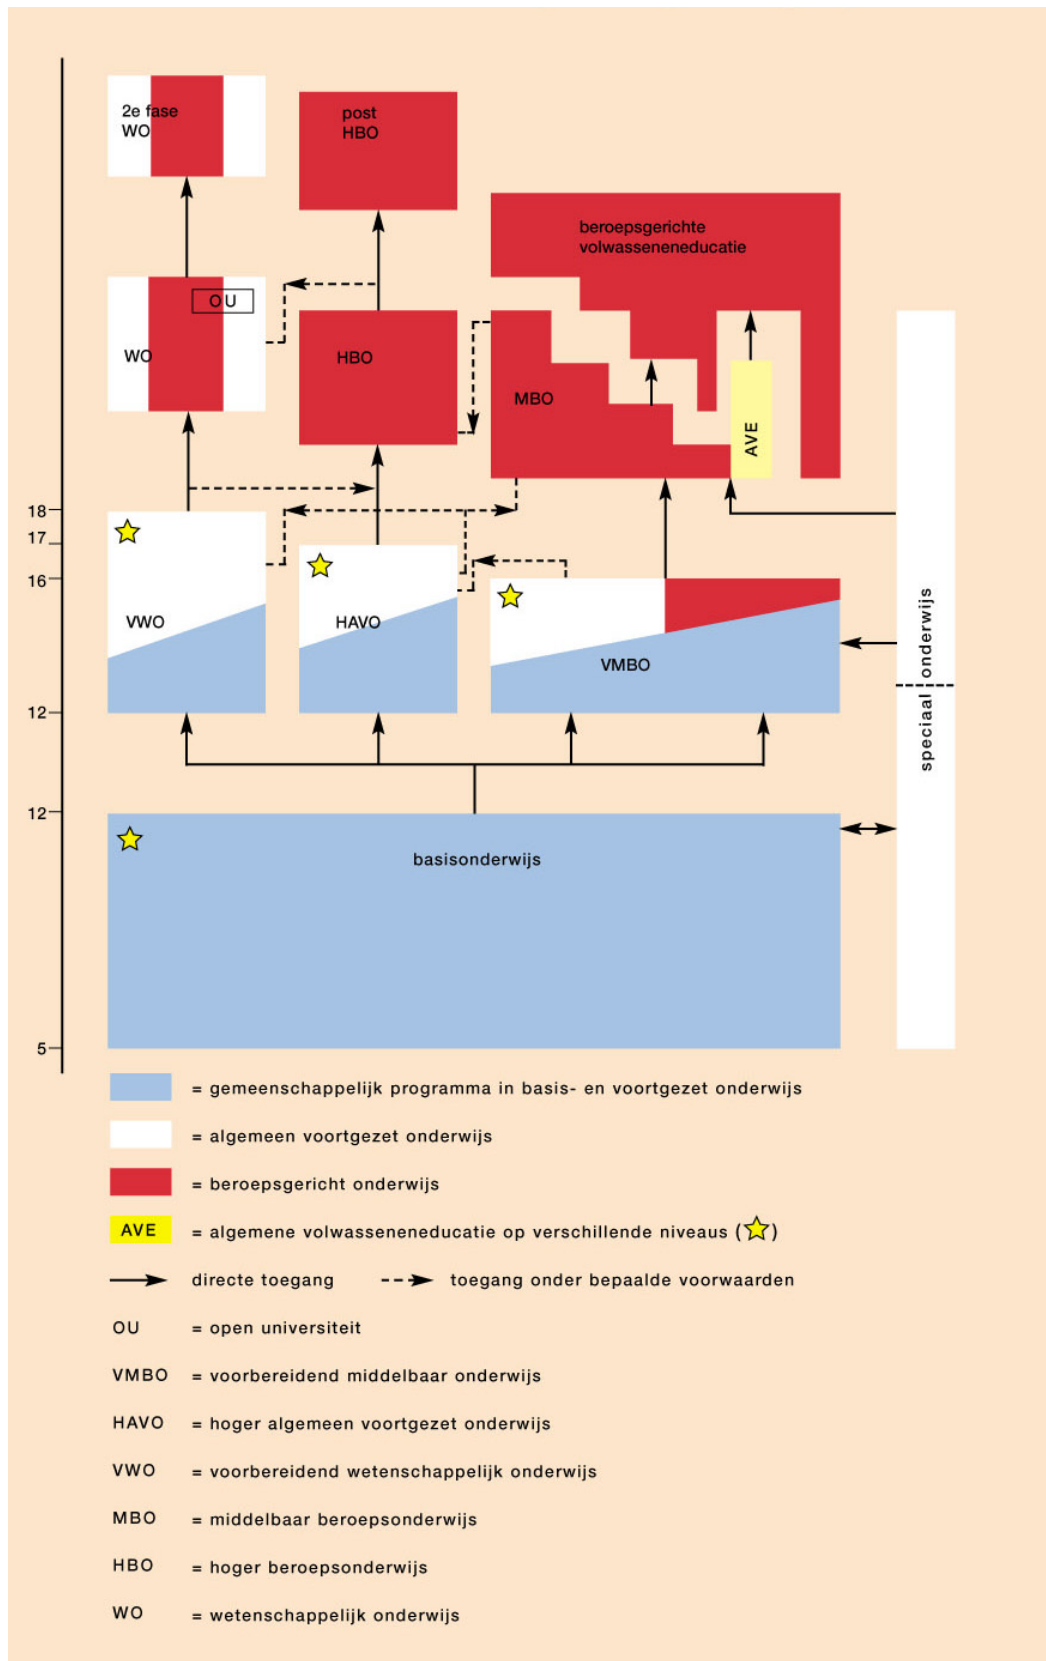 2e fase
WO
post
HBO
beroepsgerichte
volwasseneneducatie
OU
WO
HBO
MBO
AVE
18
17
16
VWO
HAVO
VMBO
speciaal onderwijs
12
12
basisonderwijs
5
= gemeenschappelijk programma in basis- en voortgezet onderwijs
= algemeen voortgezet onderwijs
= beroepsgericht onderwijs
AVE = algemene volwasseneneducatie op verschillende niveaus ( )
directe toegang toegang onder bepaalde voorwaarden
OU = open universiteit
VMBO = voorbereidend middelbaar onderwijs
HAVO = hoger algemeen voortgezet onderwijs
VWO = voorbereidend wetenschappelijk onderwijs
MBO = middelbaar beroepsonderwijs
HBO = hoger beroepsonderwijs
WO = wetenschappelijk onderwijs